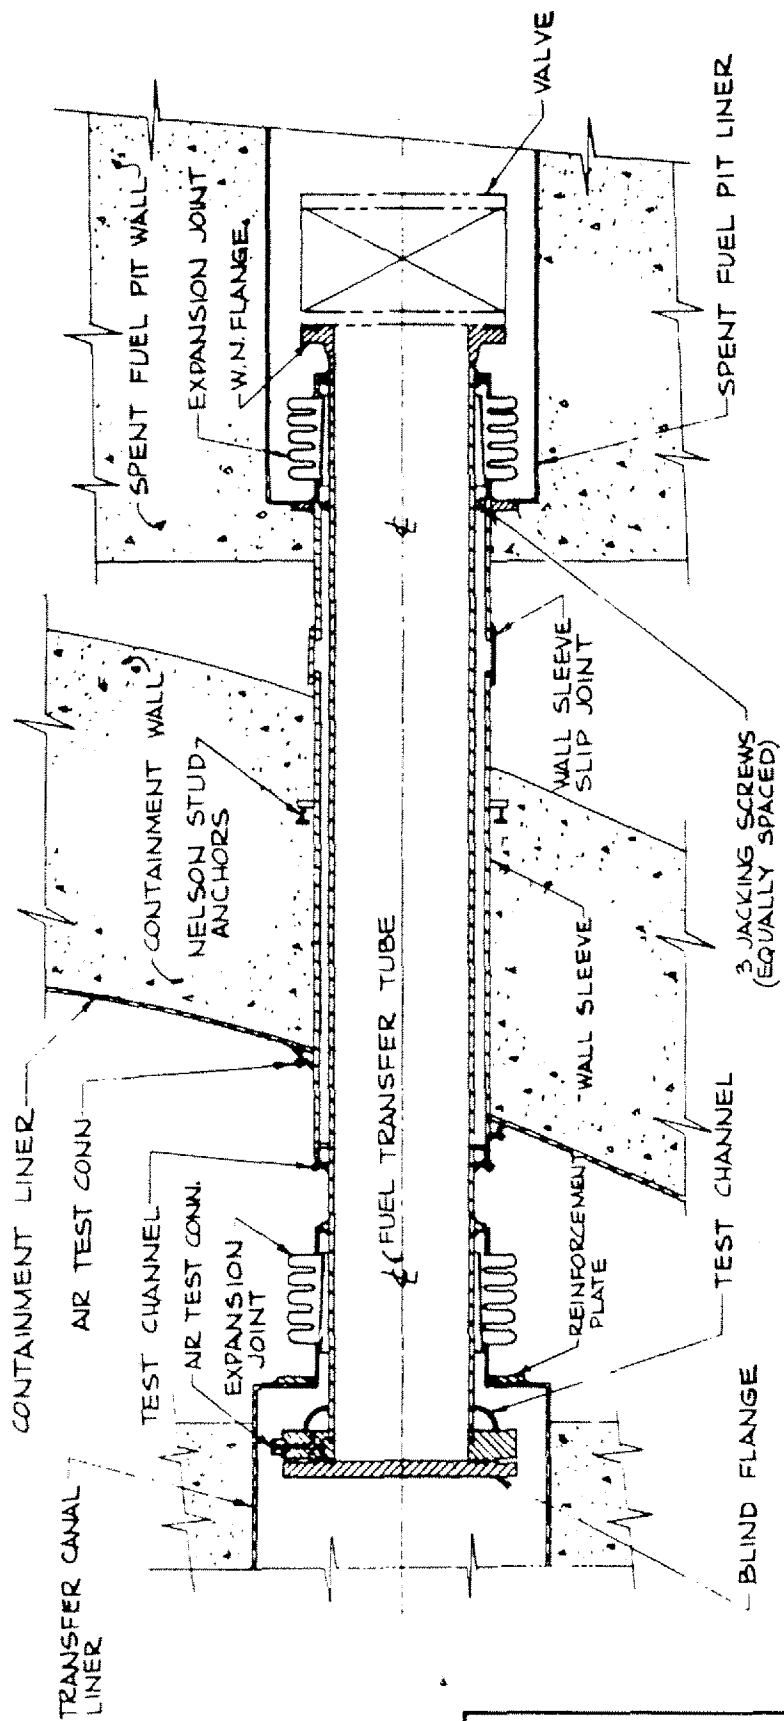 TRANSFER CANAL
LINER
CONTAINMENT LINER
AIR TEST CONN
TEST CHANNEL
AIR TEST CONN.
EXPANSION
JOINT
CONTAINMENT WALL
NELSON STUD
ANCHORS
SPENT FUEL PIT WALL
EXPANSION JOINT
W.N. FLANGE
FUEL TRANSFER TUBE
VALVE
SPENT FUEL PIT LINER
WALL SLEEVE
SLIP JOINT
3 JACKING SCREWS
(EQUALLY SPACED)
WALL SLEEVE
REINFORCEMENT
PLATE
TEST CHANNEL
BLIND FLANGE